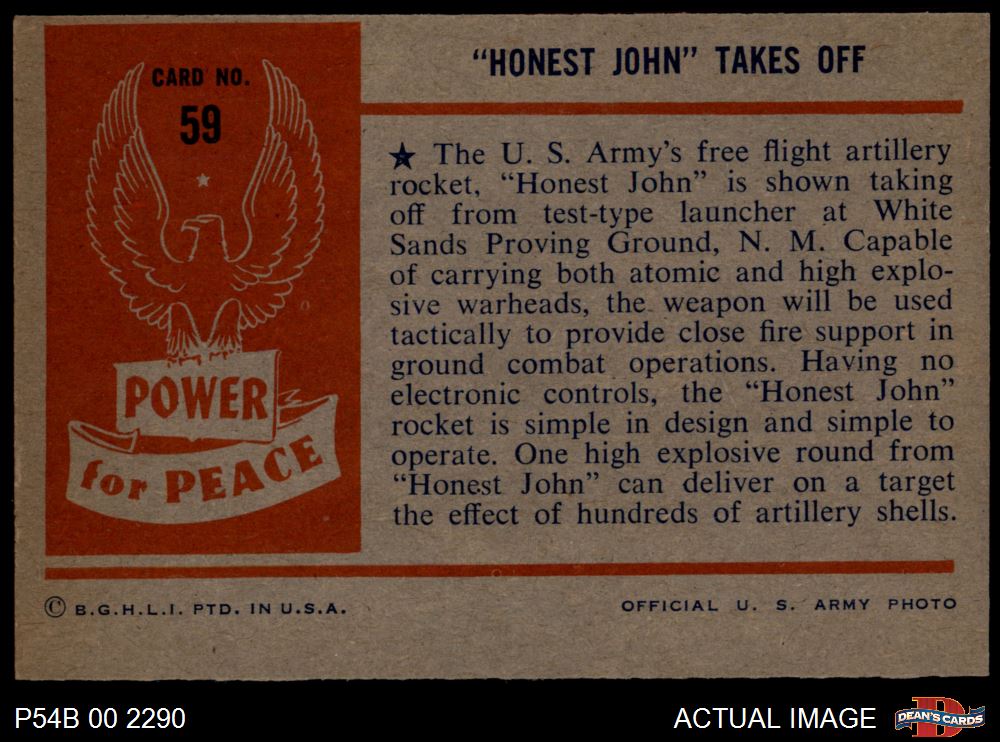 CARD NO.
59
POWER
for PEACE
"HONEST JOHN" TAKES OFF
★ The U. S. Army's free flight artillery
rocket, "Honest John" is shown taking
off from test-type launcher at White
Sands Proving Ground, N. M. Capable
of carrying both atomic and high explo-
sive warheads, the weapon will be used
tactically to provide close fire support in
ground combat operations. Having no
electronic controls, the "Honest John"
rocket is simple in design and simple to
operate. One high explosive round from
"Honest John" can deliver on a target
the effect of hundreds of artillery shells.
© B.G.H.L.I. PTD. IN U.S.A.
OFFICIAL U. S. ARMY PHOTO
P54B 00 2290
ACTUAL IMAGE
DEAN'S CARDS